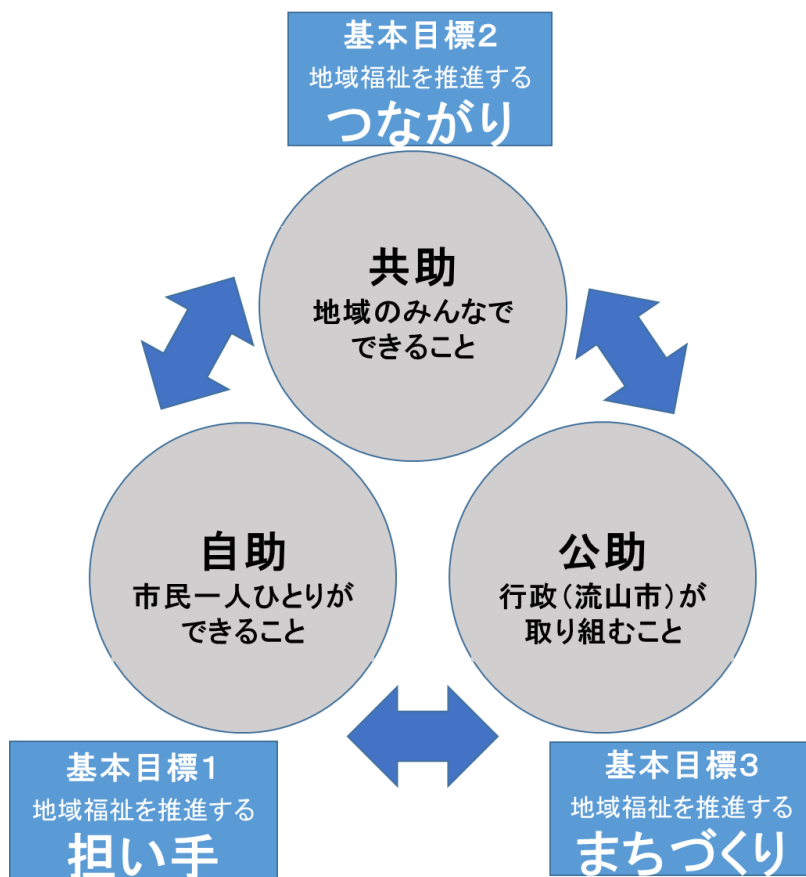 基本目標2
地域福祉を推進する
つながり
共助
地域のみんなで
できること
自助
市民一人ひとりが
できること
公助
行政(流山市)が
取り組むこと
基本目標1
地域福祉を推進する
担い手
基本目標3
地域福祉を推進する
まちづくり